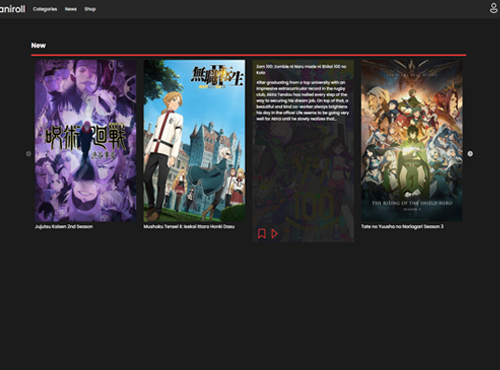 aniroll Categories News Shop
New
呪術廻戦
無職転生
II
Zom 100: Zombie ni Naru made ni Shitai 100 no
Koto
After graduating from a top university with an
impressive extracurricular record in the rugby
club, Akira Tendou has nailed every step of the
way to securing his dream job. On top of that, a
beautiful and kind co-worker always brightens
his day in the office! Life seems to be going very
well for Akira until he slowly realizes that...
THE RISING OF THE SHIELD HERO
SEASON 3
Jujutsu Kaisen 2nd Season
Mushoku Tensei II: Isekai Ittara Honki Dasu
Tate no Yuusha no Nariagari Season 3